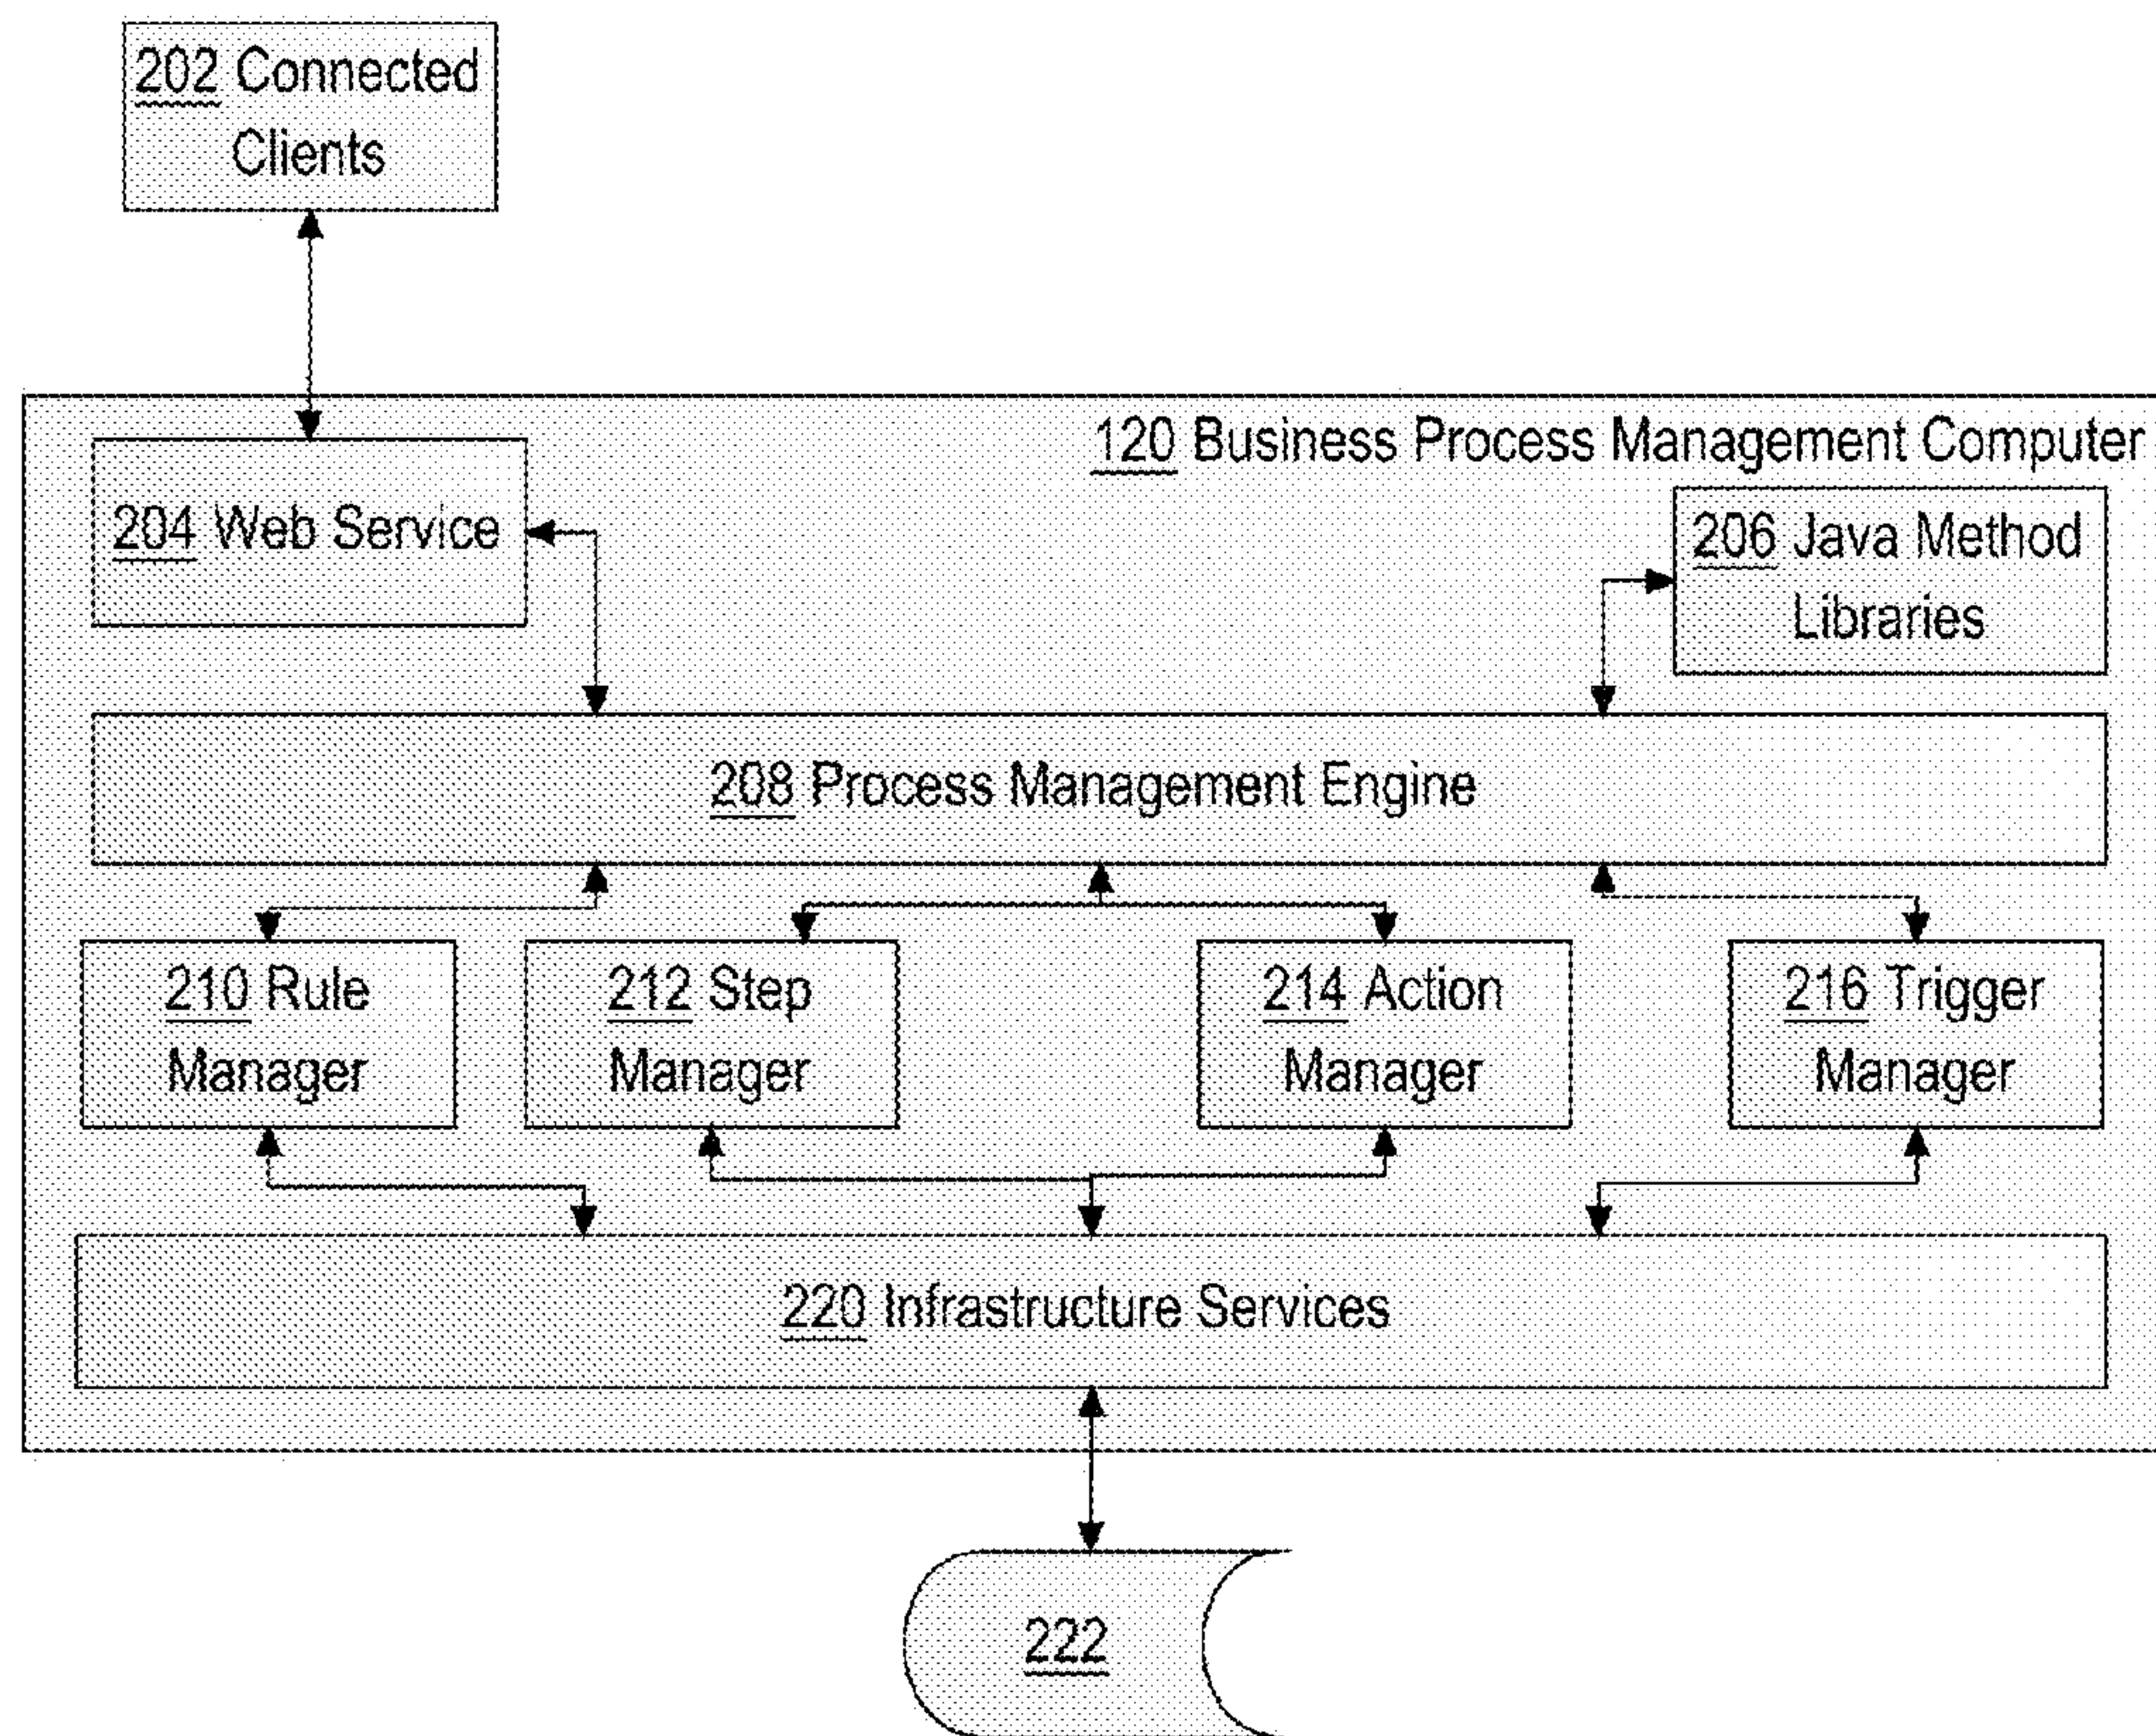 202 Connected
Clients
120 Business Process Management Computer
204 Web Service
206 Java Method
Libraries
208 Process Management Engine
210 Rule
Manager
212 Step
Manager
214 Action
Manager
216 Trigger
Manager
220 Infrastructure Services
222